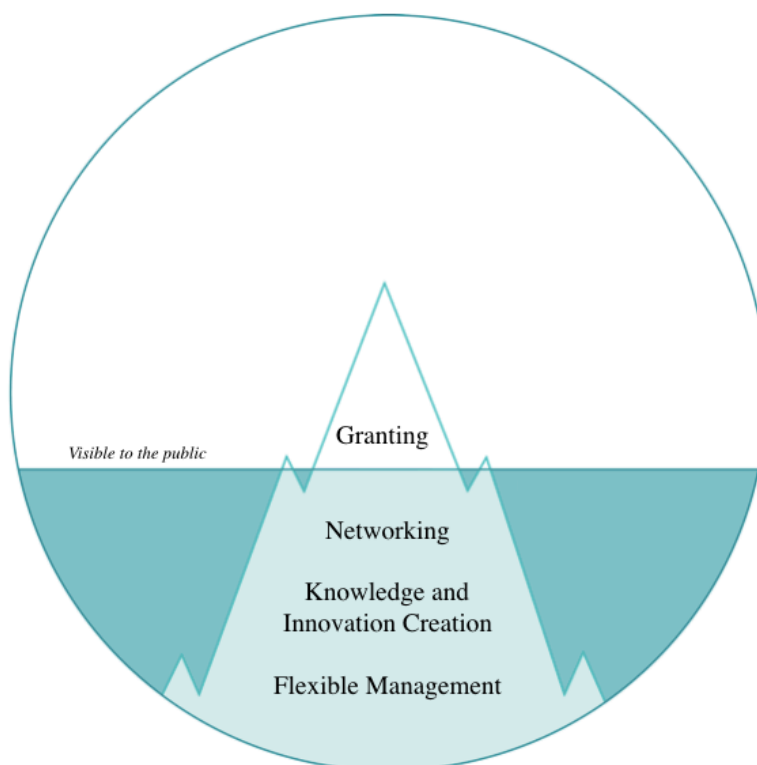 Granting
Visible to the public
Networking
Knowledge and
Innovation Creation
Flexible Management